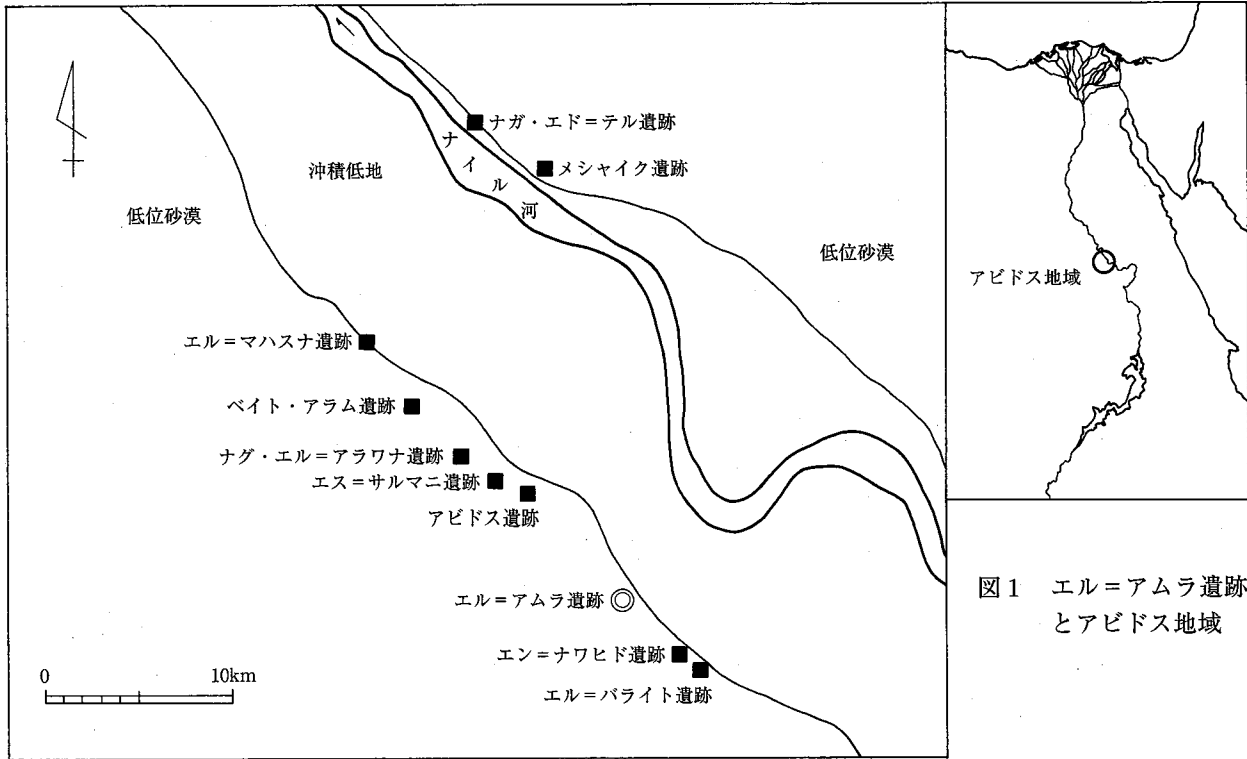 ナガ・エド=テル遺跡
メシャイク遺跡
ナイル河
沖積低地
低位砂漠
低位砂漠
エル=マハスナ遺跡
ベイト・アラム遺跡
ナグ・エル=アラワナ遺跡
エス=サルマニ遺跡
アビドス遺跡
エル=アムラ遺跡
エン=ナワヒド遺跡
エル=バライト遺跡
0 10km
アビドス地域
図1 エル=アムラ遺跡
とアビドス地域